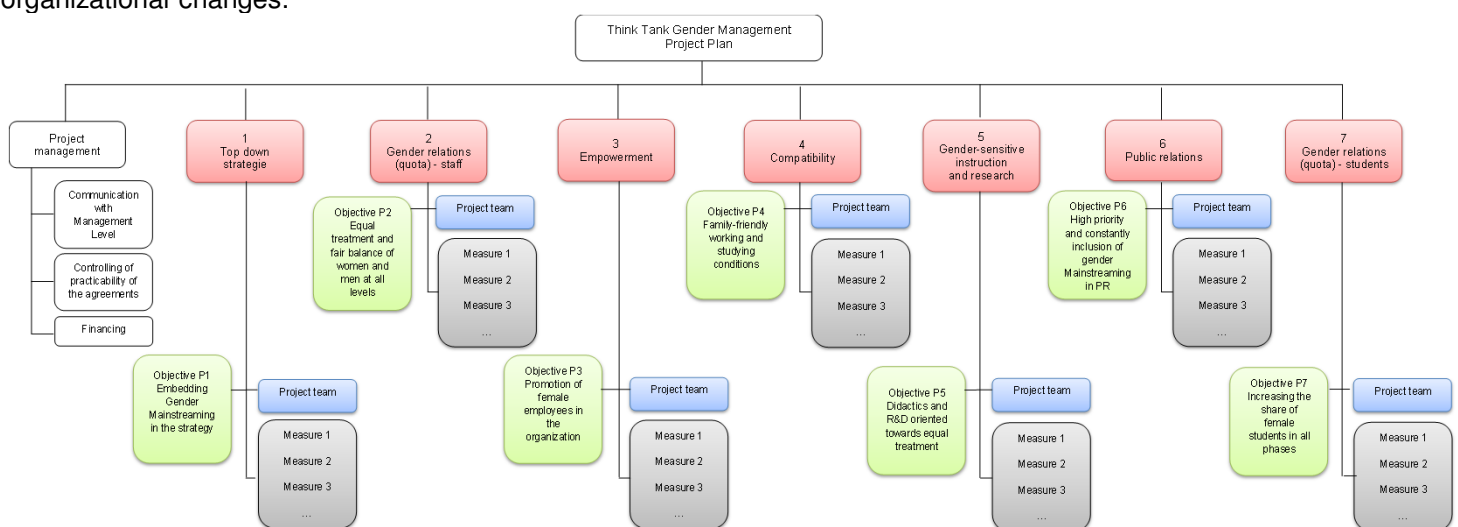 organizational changes.
Think Tank Gender Management
Project Plan
Project
management
Communication
with
Management
Level
Controlling of
practicability of
the agreements
Financing
1
Top down
strategie
Objective P1
Embedding
Gender
Mainstreaming
in the strategy
Project team
Measure 1
Measure 2
Measure 3
...
2
Gender relations
(quota) - staff
Objective P2
Equal
treatment and
fair balance of
women and
men at all
levels
Project team
Measure 1
Measure 2
Measure 3
...
3
Empowerment
Objective P3
Promotion of
female
employees in
the
organization
Project team
Measure 1
Measure 2
Measure 3
...
4
Compatibility
Objective P4
Family-friendly
working and
studying
conditions
Project team
Measure 1
Measure 2
Measure 3
...
5
Gender-sensitive
instruction
and research
Objective P5
Didactics and
R&D oriented
towards equal
treatment
Project team
Measure 1
Measure 2
Measure 3
...
6
Public relations
Objective P6
High priority
and constantly
inclusion of
gender
Mainstreaming
in PR
Project team
Measure 1
Measure 2
Measure 3
...
7
Gender relations
(quota) - students
Objective P7
Increasing the
share of
female
students in all
phases
Project team
Measure 1
Measure 2
Measure 3
...